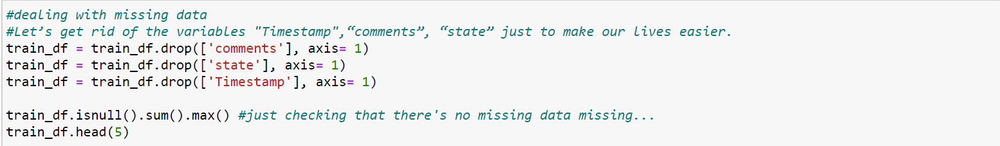 #dealing with missing data
#Let’s get rid of the variables "Timestamp",“comments”, “state” just to make our lives easier.
train_df = train_df.drop(['comments'], axis= 1)
train_df = train_df.drop(['state'], axis= 1)
train_df = train_df.drop(['Timestamp'], axis= 1)
train_df.isnull().sum().max() #just checking that there's no missing data missing...
train_df.head(5)